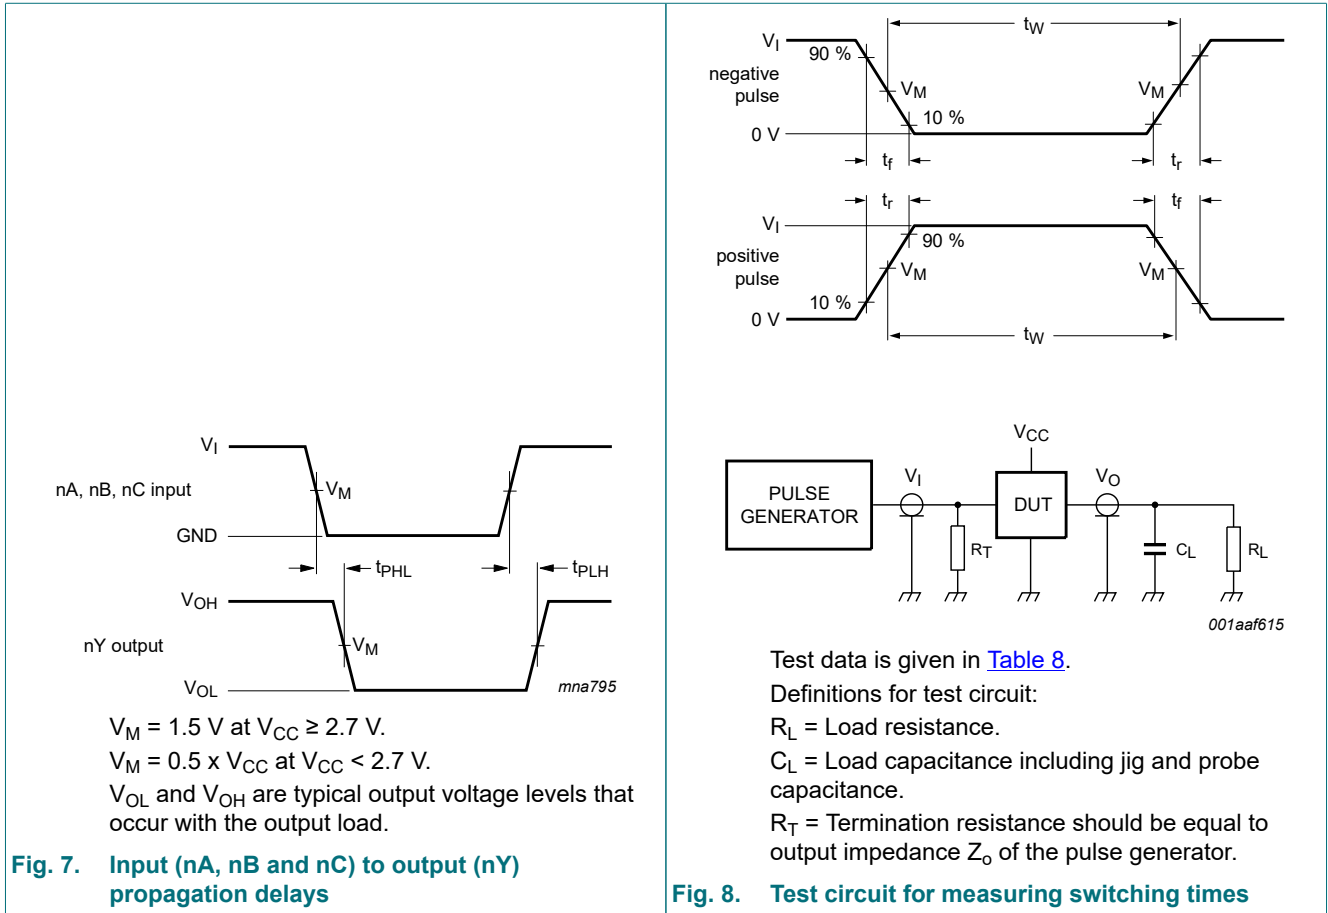 V_I
nA, nB, nC input
V_M
GND
t_PHL
t_PLH
V_OH
nY output
V_M
V_OL
mna795
V_M = 1.5 V at V_CC ≥ 2.7 V.
V_M = 0.5 x V_CC at V_CC < 2.7 V.
V_OL and V_OH are typical output voltage levels that
occur with the output load.
Fig. 7. Input (nA, nB and nC) to output (nY)
propagation delays
t_W
V_I
90 %
negative
pulse
V_M
V_M
10 %
0 V
t_f
t_r
t_r
t_f
V_I
90 %
positive
pulse
V_M
V_M
10 %
0 V
t_W
V_CC
V_I
V_O
PULSE
GENERATOR
DUT
R_T
C_L
R_L
001aaf615
Test data is given in Table 8.
Definitions for test circuit:
R_L = Load resistance.
C_L = Load capacitance including jig and probe
capacitance.
R_T = Termination resistance should be equal to
output impedance Z_o of the pulse generator.
Fig. 8. Test circuit for measuring switching times